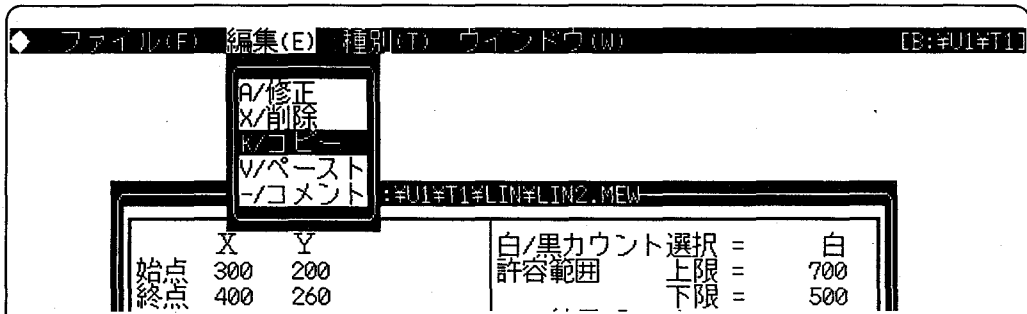 ファイル(F) 編集(E) 種別(T) ウインドウ(W) [B:¥U1¥T1]
A/修正
X/削除
K/コピー
V/ペースト
-/コメント
:¥U1¥T1¥LIN¥LIN2.MEW
X Y
始点 300 200
終点 400 260
白/黒カウント選択 = 白
許容範囲 上限 = 700
下限 = 500